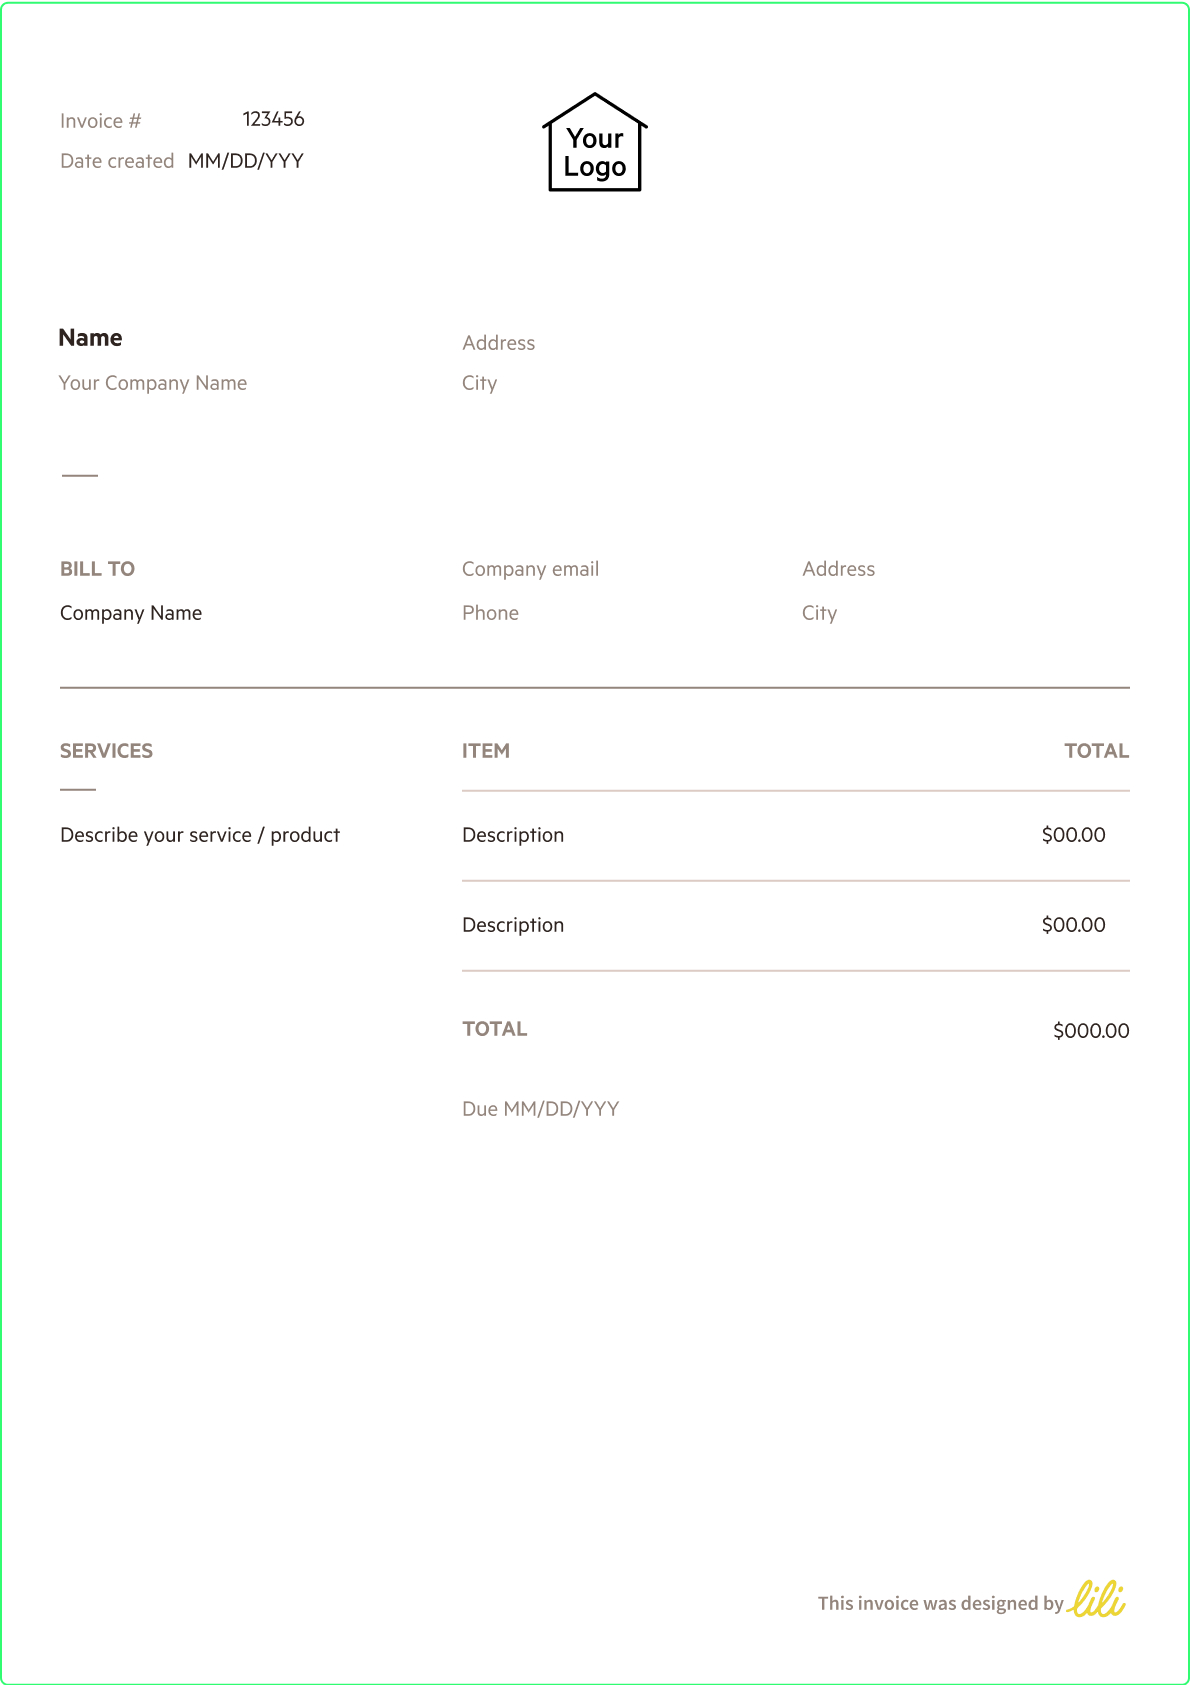 Invoice # 123456
Date created MM/DD/YYY
Your
Logo
Name
Your Company Name
Address
City
BILL TO
Company Name
Company email
Phone
Address
City
SERVICES
Describe your service / product
ITEM TOTAL
Description $00.00
Description $00.00
TOTAL $000.00
Due MM/DD/YYY
This invoice was designed by lili